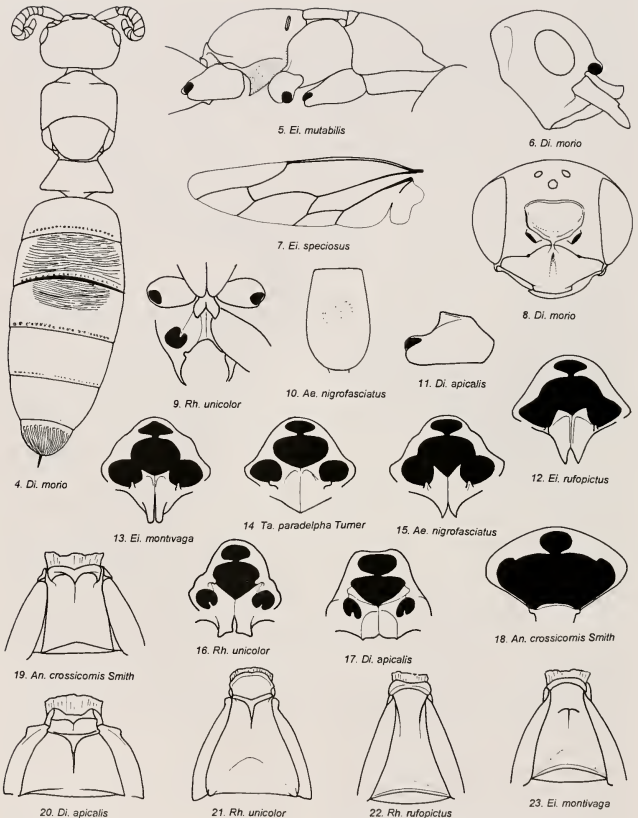 5. Ei. mutabilis
6. Di. morio
7. Ei. speciosus
8. Di. morio
9. Rh. unicolor
10. Ae. nigrofasciatus
11. Di. apicalis
4. Di. morio
12. Ei. rufopictus
13. Ei. montivaga
14 Ta. paradelpha Turner
15. Ae. nigrofasciatus
16. Rh. unicolor
17. Di. apicalis
18. An. crossicornis Smith
19. An. crossicornis Smith
20. Di. apicalis
21. Rh. unicolor
22. Rh. rufopictus
23. Ei. montivaga